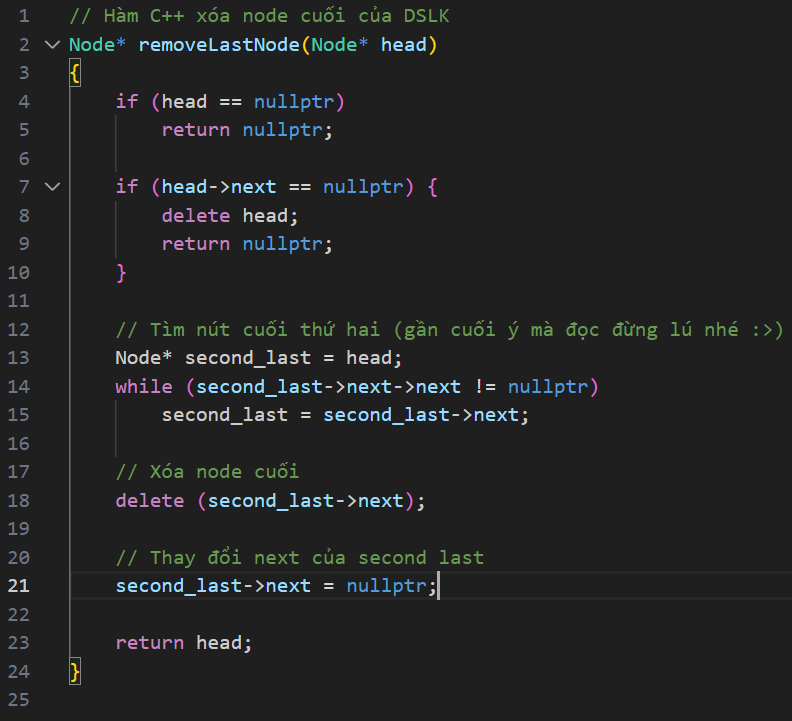 1 // Hàm C++ xóa node cuối của DSLK
2 Node* removeLastNode(Node* head)
3 {
4     if (head == nullptr)
5         return nullptr;
6
7     if (head->next == nullptr) {
8         delete head;
9         return nullptr;
10     }
11
12     // Tìm nút cuối thứ hai (gần cuối ý mà đọc đừng lú nhé :>)
13     Node* second_last = head;
14     while (second_last->next->next != nullptr)
15         second_last = second_last->next;
16
17     // Xóa node cuối
18     delete (second_last->next);
19
20     // Thay đổi next của second last
21     second_last->next = nullptr;
22
23     return head;
24 }
25